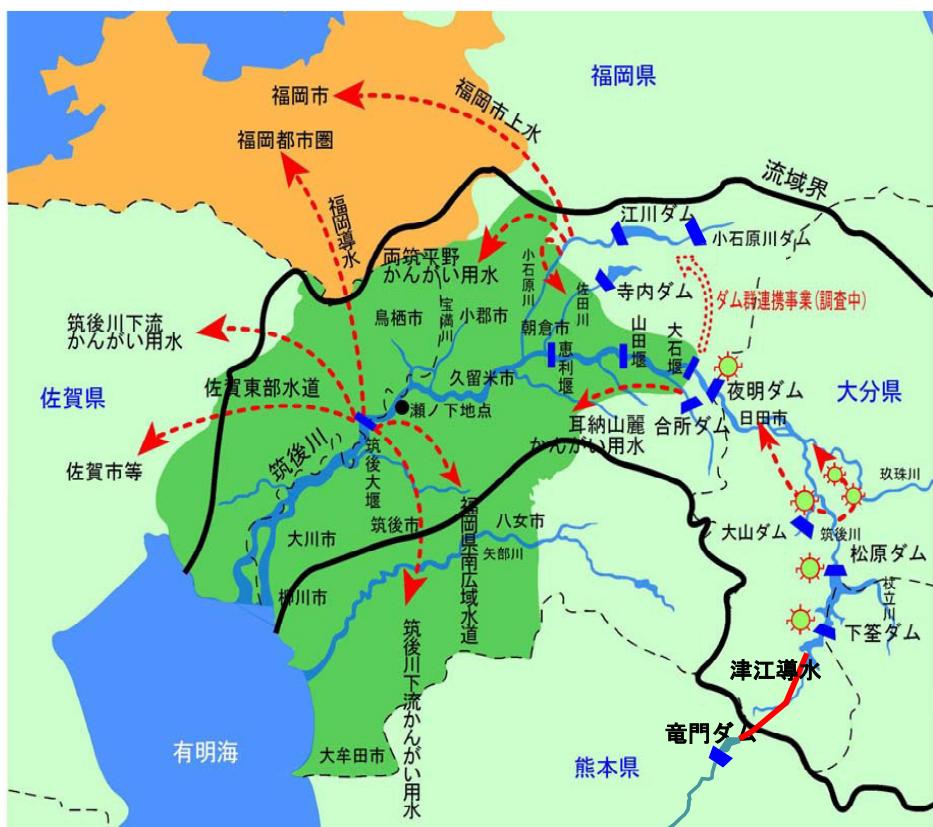 福岡県
福岡市
福岡市上水
福岡都市圏
福岡導水
流域界
江川ダム
小石原川ダム
両筑平野
かんがい用水
小石原川
佐田川
寺内ダム
ダム群連携事業(調査中)
宝満川
鳥栖市
小郡市
朝倉市
恵利堰
山田堰
大石堰
筑後川下流
かんがい用水
佐賀県
佐賀東部水道
久留米市
瀬ノ下地点
夜明ダム
大分県
日田市
耳納山麓
かんがい用水
合所ダム
佐賀市等
筑後川
筑後大堰
玖珠川
大川市
筑後市
福岡県南広域水道
八女市
矢部川
大山ダム
筑後川
松原ダム
杖立川
柳川市
下筌ダム
筑後川下流かんがい用水
津江導水
竜門ダム
有明海
大牟田市
熊本県